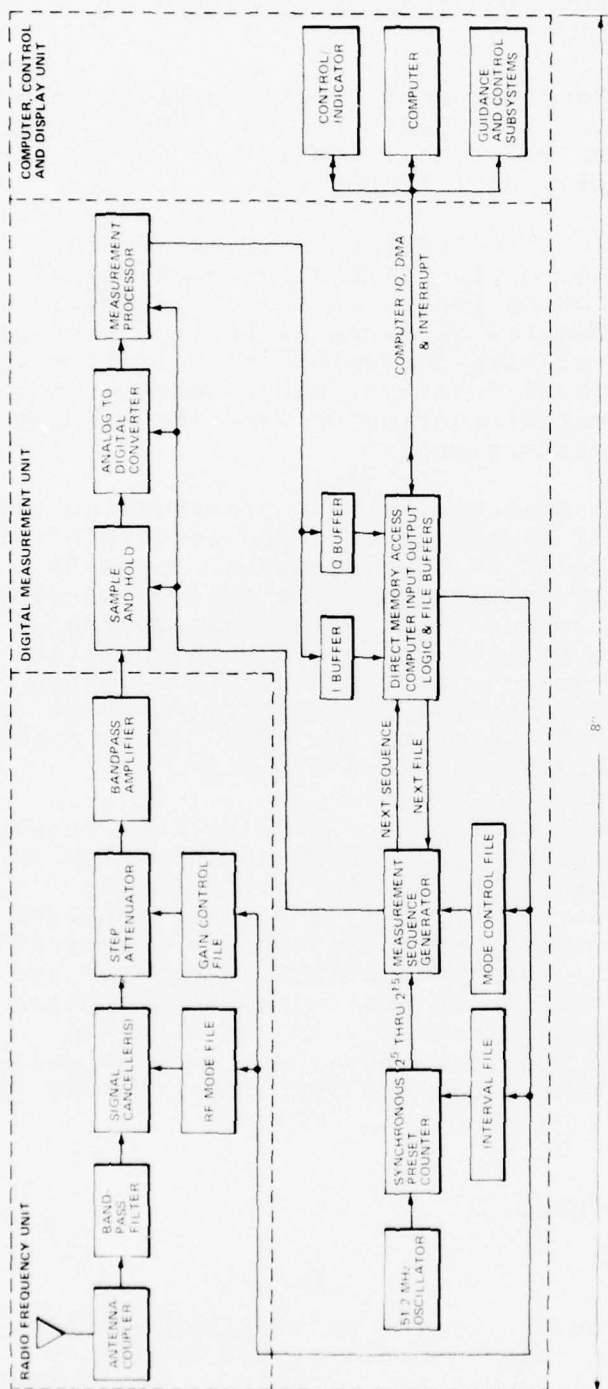 RADIO FREQUENCY UNIT
ANTENNA
COUPLER
BAND-
PASS
FILTER
SIGNAL
CANCELLER(S)
STEP
ATTENUATOR
BANDPASS
AMPLIFIER
RF MODE FILE
GAIN CONTROL
FILE
DIGITAL MEASUREMENT UNIT
SAMPLE
AND HOLD
ANALOG TO
DIGITAL
CONVERTER
MEASUREMENT
PROCESSOR
I BUFFER
Q BUFFER
51.2 MHz
OSCILLATOR
SYNCHRONOUS
PRESET
COUNTER
2⁵ THRU 2¹⁵
MEASUREMENT
SEQUENCE
GENERATOR
NEXT SEQUENCE
NEXT FILE
DIRECT MEMORY ACCESS
COMPUTER INPUT OUTPUT
LOGIC & FILE BUFFERS
INTERVAL FILE
MODE CONTROL FILE
COMPUTER IO, DMA
& INTERRUPT
COMPUTER, CONTROL
AND DISPLAY UNIT
CONTROL/
INDICATOR
COMPUTER
GUIDANCE
AND CONTROL
SUBSYSTEMS
8"